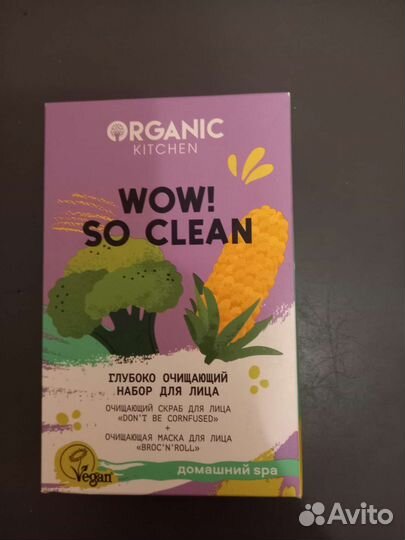 ORGANIC
KITCHEN
WOW!
SO CLEAN
ГЛУБОКО ОЧИЩАЮЩИЙ
НАБОР ДЛЯ ЛИЦА
ОЧИЩАЮЩИЙ СКРАБ ДЛЯ ЛИЦА
«DON'T BE CORNFUSED»
+
ОЧИЩАЮЩАЯ МАСКА ДЛЯ ЛИЦА
«BROC'N'ROLL»
Vegan
домашний spa
Avito